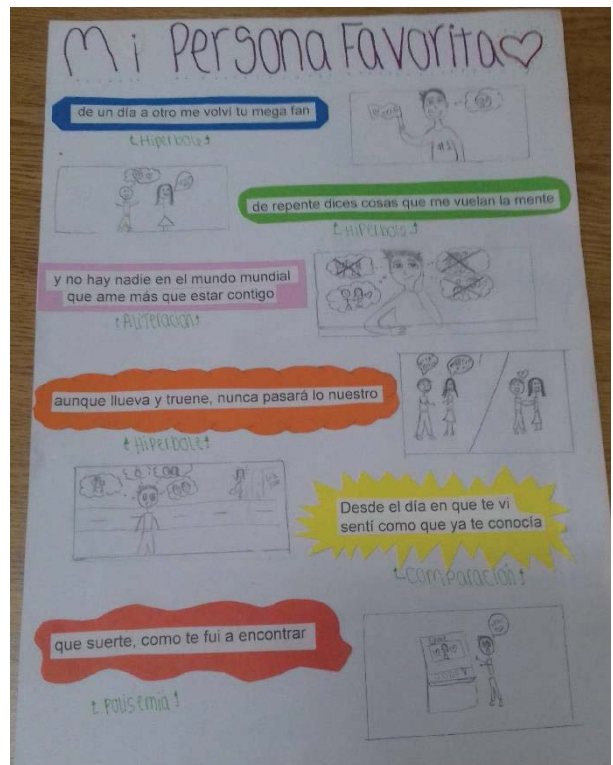 Mi Persona Favorita
de un día a otro me volví tu mega fan
Hiperbole
de repente dices cosas que me vuelan la mente
Hiperbole
y no hay nadie en el mundo mundial
que ame más que estar contigo
Aliteración
aunque llueva y truene, nunca pasará lo nuestro
Hiperbole
Desde el día en que te vi
sentí como que ya te conocía
Comparación
que suerte, como te fui a encontrar
Polisemia